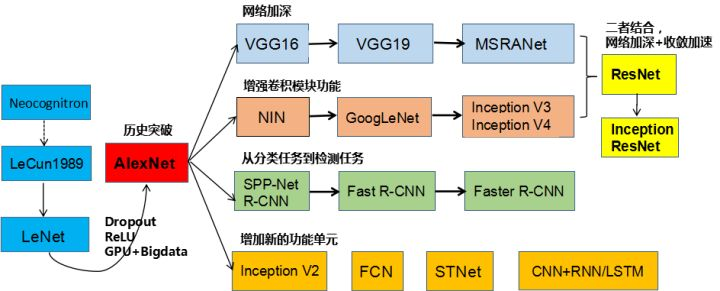 Neocognitron
LeCun1989
LeNet
Dropout
ReLU
GPU+Bigdata
历史突破
AlexNet
网络加深
VGG16
VGG19
MSRANet
增强卷积模块功能
NIN
GoogLeNet
Inception V3
Inception V4
二者结合，
网络加深+收敛加速
ResNet
Inception
ResNet
从分类任务到检测任务
SPP-Net
R-CNN
Fast R-CNN
Faster R-CNN
增加新的功能单元
Inception V2
FCN
STNet
CNN+RNN/LSTM